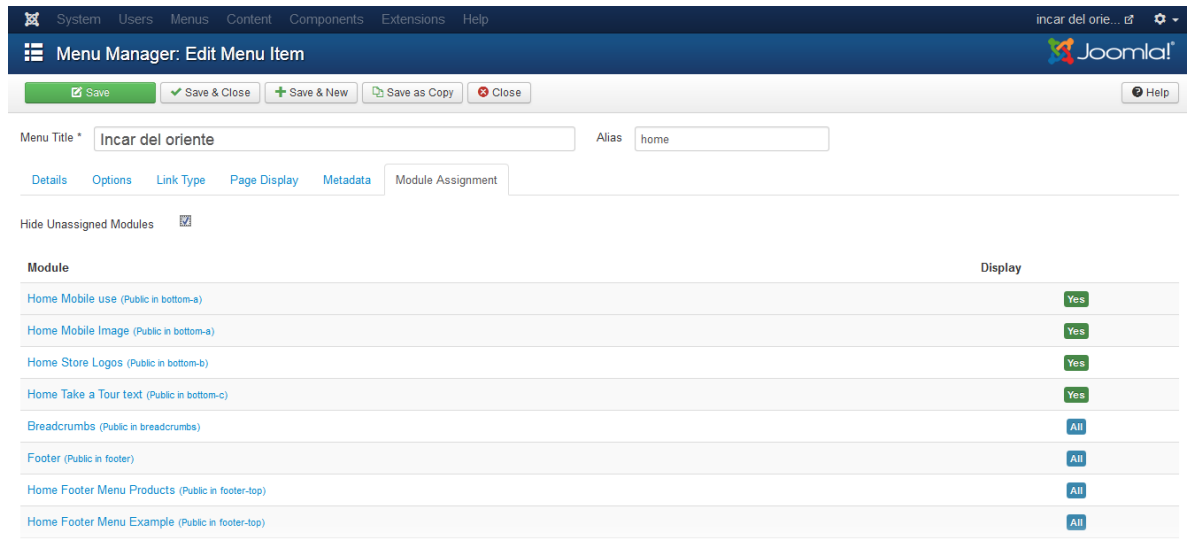 System Users Menus Content Components Extensions Help incar del orie...
Menu Manager: Edit Menu Item Joomla!
Save Save & Close Save & New Save as Copy Close Help
Menu Title * Incar del oriente Alias home
Details Options Link Type Page Display Metadata Module Assignment
Hide Unassigned Modules
Module Display
Home Mobile use (Public in bottom-a) Yes
Home Mobile Image (Public in bottom-a) Yes
Home Store Logos (Public in bottom-b) Yes
Home Take a Tour text (Public in bottom-c) Yes
Breadcrumbs (Public in breadcrumbs) All
Footer (Public in footer) All
Home Footer Menu Products (Public in footer-top) All
Home Footer Menu Example (Public in footer-top) All